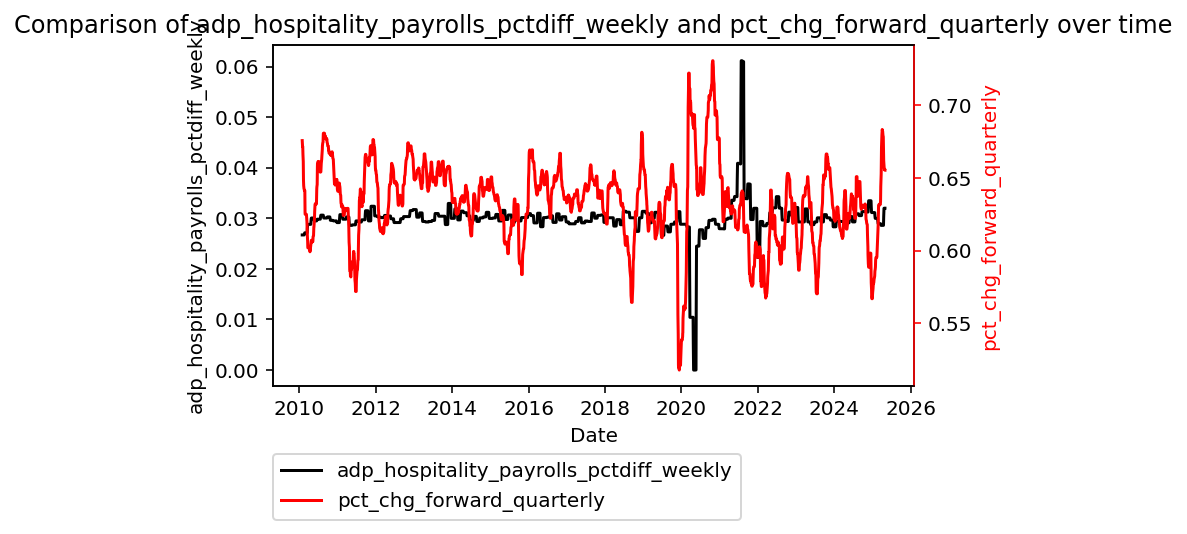 Comparison of adp_hospitality_payrolls_pctdiff_weekly and pct_chg_forward_quarterly over time
adp_hospitality_payrolls_pctdiff_weekly
0.06
0.05
0.04
0.03
0.02
0.01
0.00
0.70
0.65
0.60
0.55
pct_chg_forward_quarterly
2010 2012 2014 2016 2018 2020 2022 2024 2026
Date
adp_hospitality_payrolls_pctdiff_weekly
pct_chg_forward_quarterly